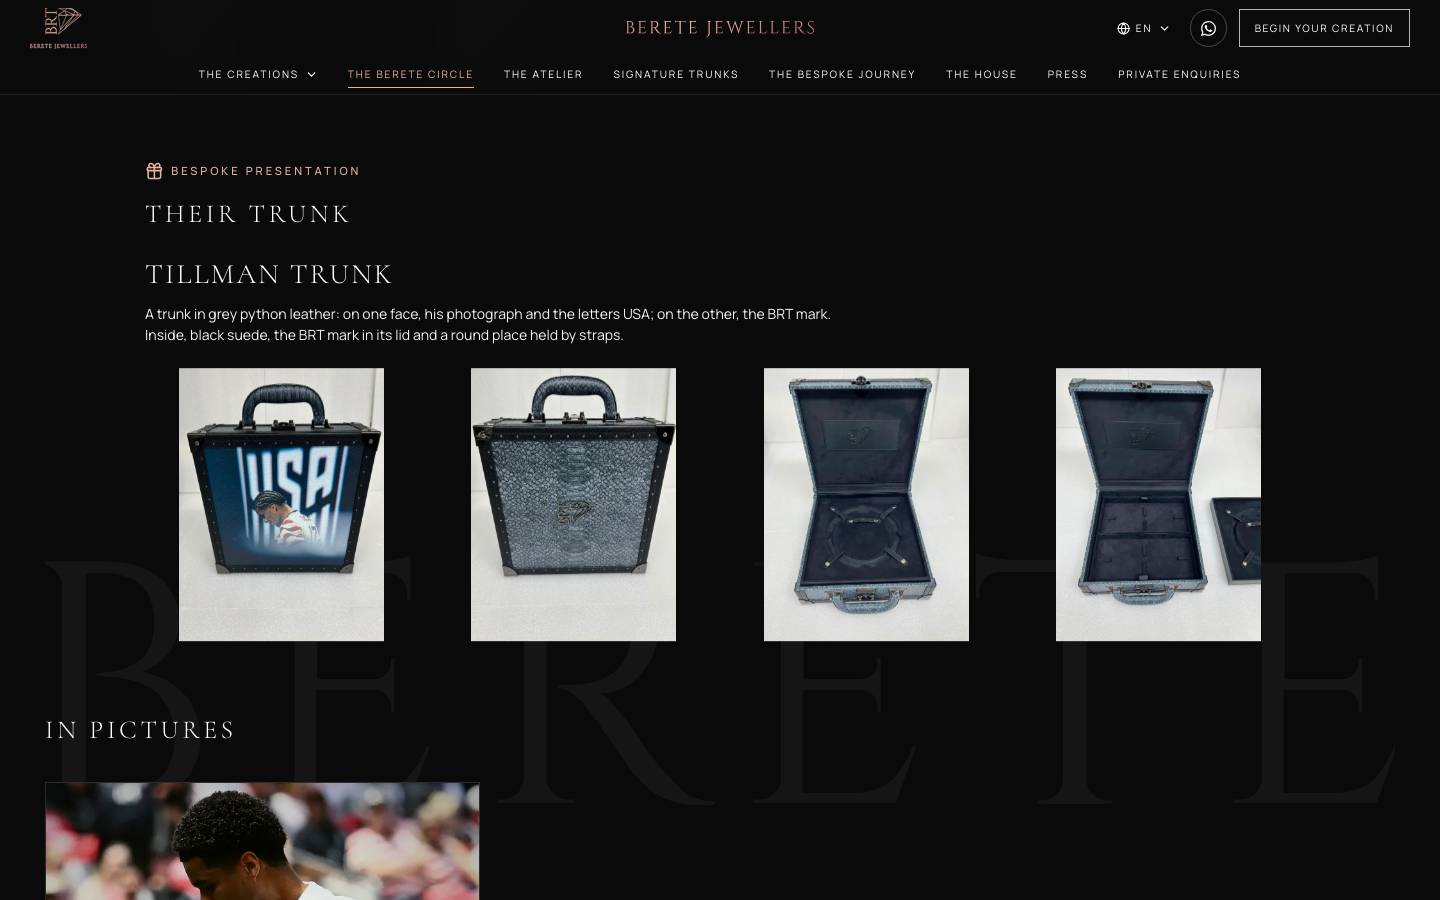 BRT
BERETE JEWELLERS
BERETE JEWELLERS
EN
BEGIN YOUR CREATION
THE CREATIONS
THE BERETE CIRCLE
THE ATELIER
SIGNATURE TRUNKS
THE BESPOKE JOURNEY
THE HOUSE
PRESS
PRIVATE ENQUIRIES
BESPOKE PRESENTATION
THEIR TRUNK
TILLMAN TRUNK
A trunk in grey python leather: on one face, his photograph and the letters USA; on the other, the BRT mark.
Inside, black suede, the BRT mark in its lid and a round place held by straps.
USA
BRT
BERETE
IN PICTURES